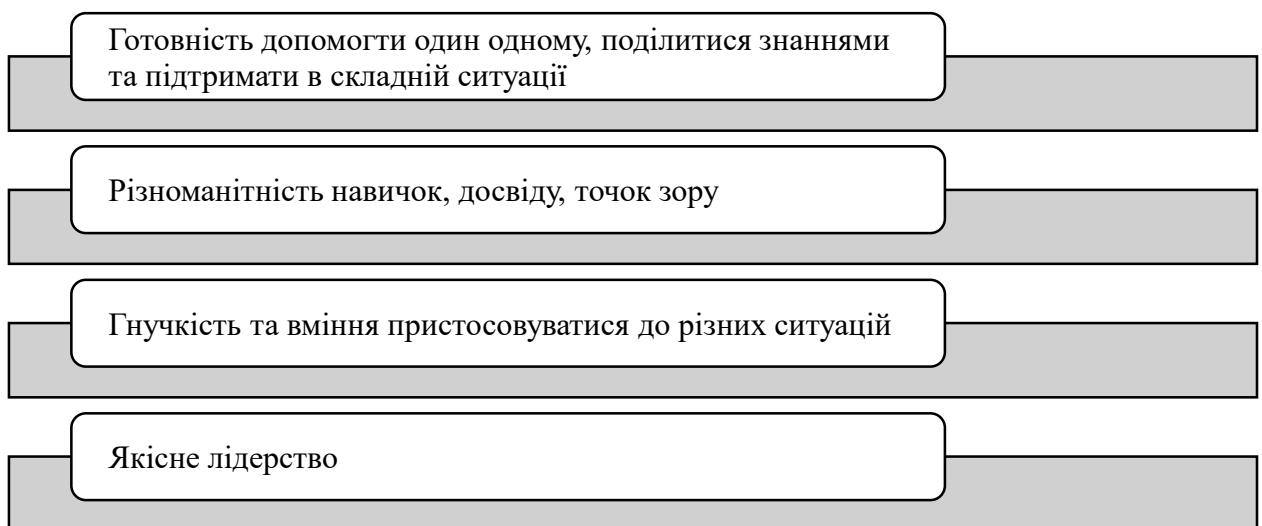 Готовність допомогти один одному, поділитися знаннями
та підтримати в складній ситуації
Різноманітність навичок, досвіду, точок зору
Гнучкість та вміння пристосовуватися до різних ситуацій
Якісне лідерство